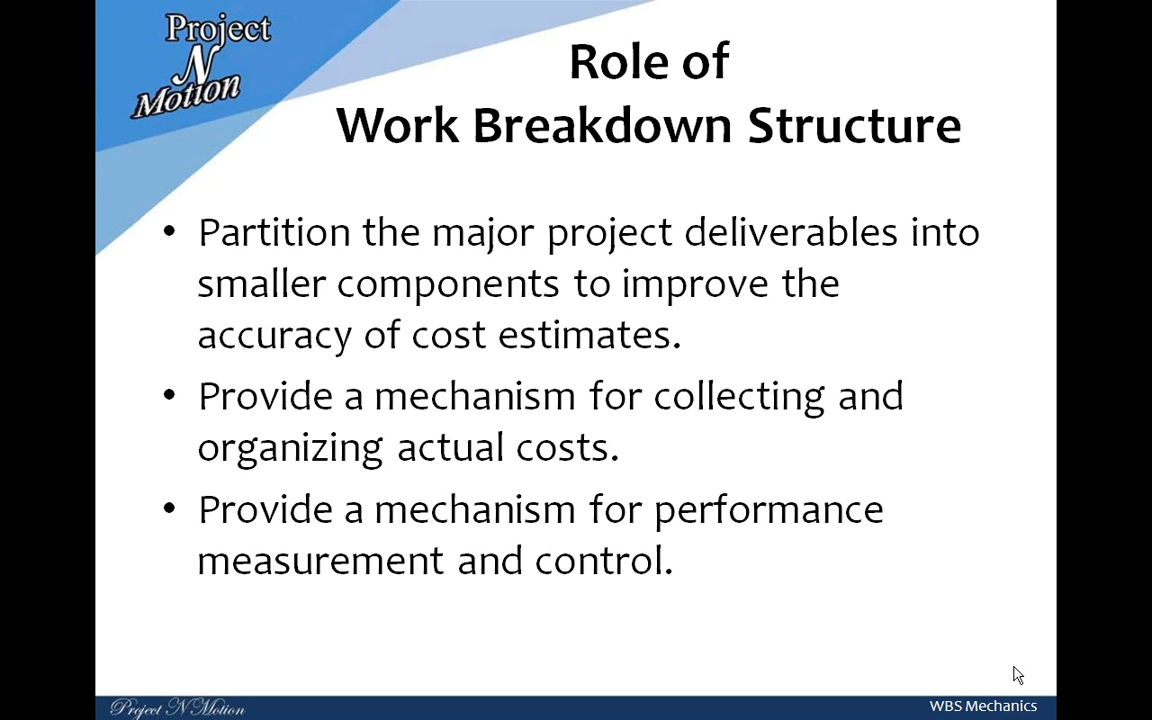 Project
N
Motion
Role of
Work Breakdown Structure
• Partition the major project deliverables into
smaller components to improve the
accuracy of cost estimates.
• Provide a mechanism for collecting and
organizing actual costs.
• Provide a mechanism for performance
measurement and control.
Project N Motion
WBS Mechanics